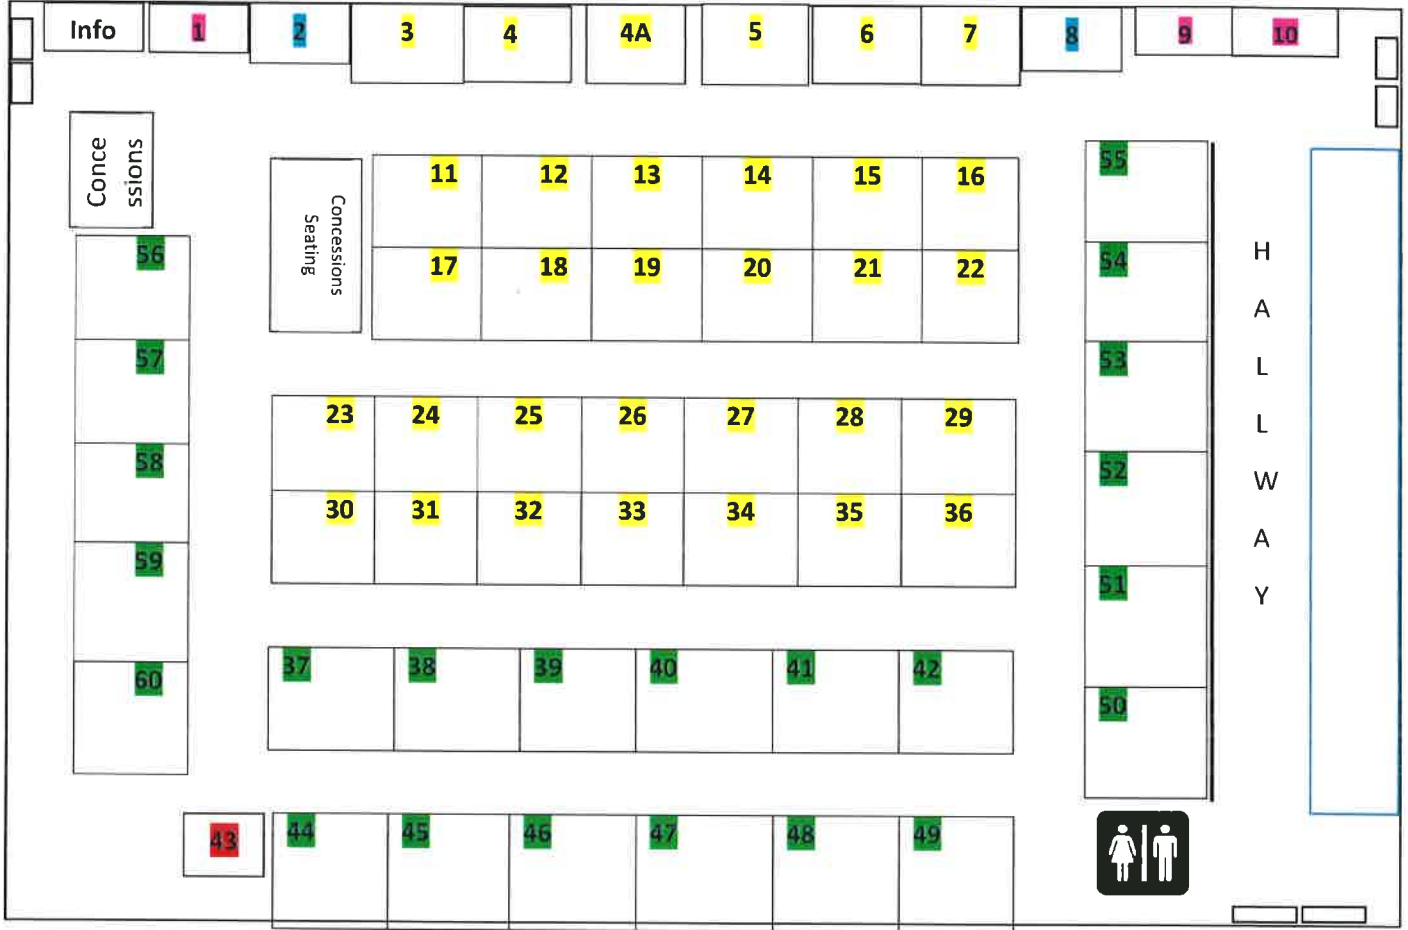 Info 1 2 3 4 4A 5 6 7 8 9 10
Conce
ssions
Concessions
Seating
11 12 13 14 15 16
17 18 19 20 21 22
23 24 25 26 27 28 29
30 31 32 33 34 35 36
37 38 39 40 41 42
43 44 45 46 47 48 49
56
57
58
59
60
55
54
53
52
51
50
H
A
L
L
W
A
Y